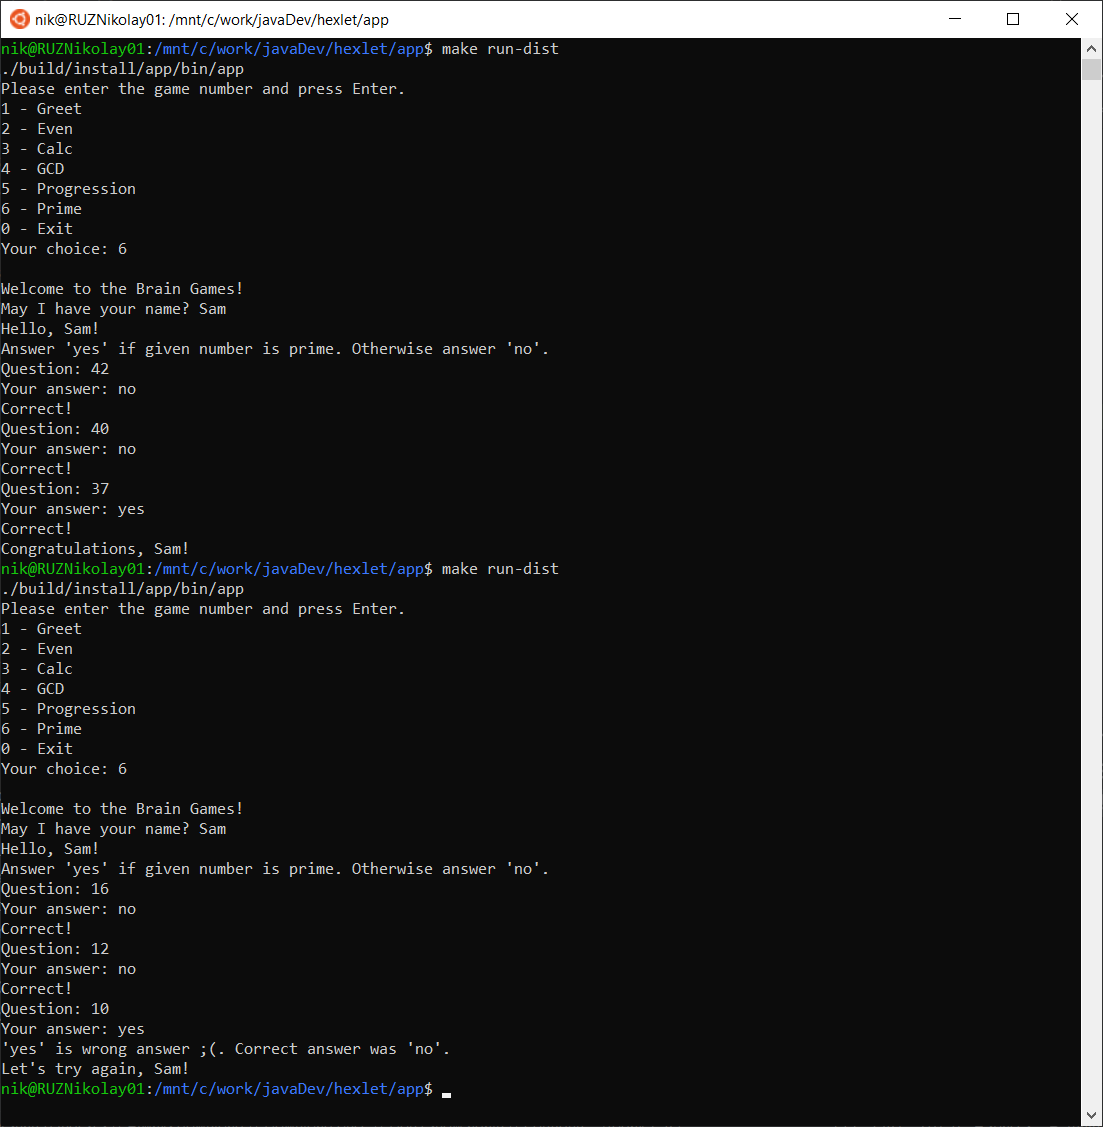 nik@RUZNikolay01: /mnt/c/work/javaDev/hexlet/app
nik@RUZNikolay01:/mnt/c/work/javaDev/hexlet/app$ make run-dist
./build/install/app/bin/app
Please enter the game number and press Enter.
1 - Greet
2 - Even
3 - Calc
4 - GCD
5 - Progression
6 - Prime
0 - Exit
Your choice: 6
Welcome to the Brain Games!
May I have your name? Sam
Hello, Sam!
Answer 'yes' if given number is prime. Otherwise answer 'no'.
Question: 42
Your answer: no
Correct!
Question: 40
Your answer: no
Correct!
Question: 37
Your answer: yes
Correct!
Congratulations, Sam!
nik@RUZNikolay01:/mnt/c/work/javaDev/hexlet/app$ make run-dist
./build/install/app/bin/app
Please enter the game number and press Enter.
1 - Greet
2 - Even
3 - Calc
4 - GCD
5 - Progression
6 - Prime
0 - Exit
Your choice: 6
Welcome to the Brain Games!
May I have your name? Sam
Hello, Sam!
Answer 'yes' if given number is prime. Otherwise answer 'no'.
Question: 16
Your answer: no
Correct!
Question: 12
Your answer: no
Correct!
Question: 10
Your answer: yes
'yes' is wrong answer ;(. Correct answer was 'no'.
Let's try again, Sam!
nik@RUZNikolay01:/mnt/c/work/javaDev/hexlet/app$